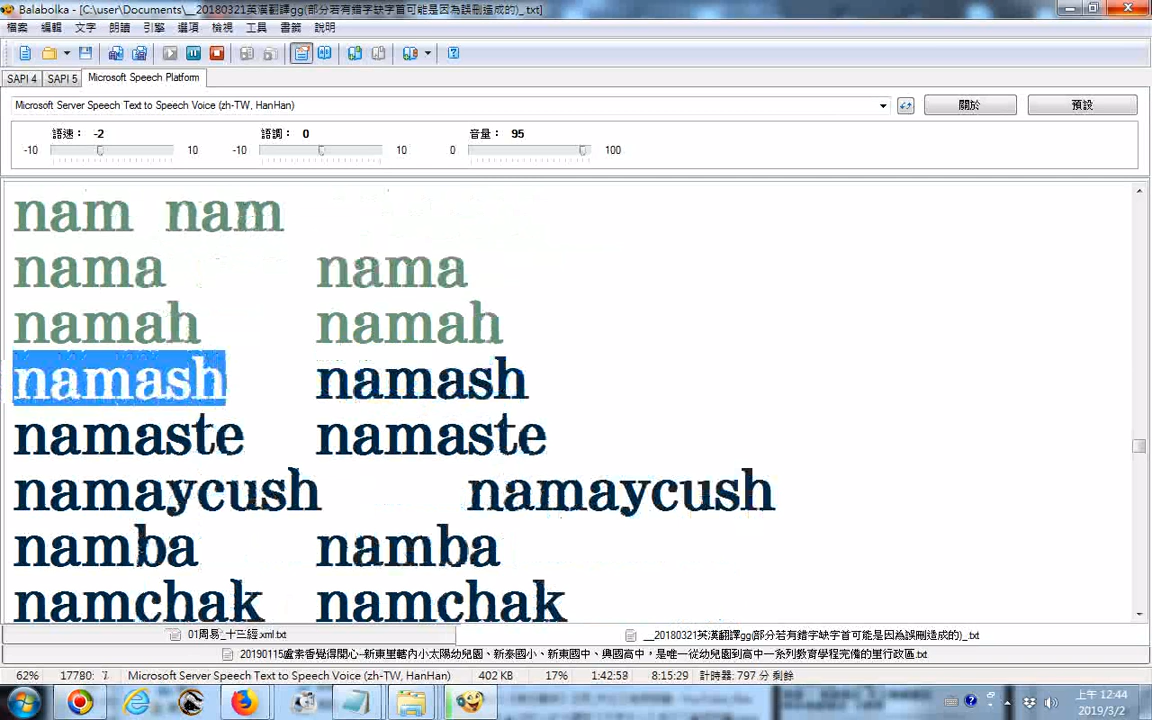 Balabolka - [C:\user\Documents\__20180321英漢翻譯gg(部分若有錯字缺字首可能是因為誤刪造成的)_.txt]
檔案 編輯 文字 朗讀 引擎 選項 檢視 工具 書籤 說明
SAPI 4 SAPI 5 Microsoft Speech Platform
Microsoft Server Speech Text to Speech Voice (zh-TW, HanHan) 關於 預設
語速： -2 語調： 0 音量： 95
-10 10 -10 10 0 100
nam nam
nama nama
namah namah
namash namash
namaste namaste
namaycush namaycush
namba namba
namchak namchak
01周易_十三經.xml.txt __20180321英漢翻譯gg(部分若有錯字缺字首可能是因為誤刪造成的)_.txt
20190115盧素香覺得開心-新東里轄內小太陽幼兒園、新泰國小、新東國中、興國高中，是唯一從幼兒園到高中一系列教育學程完備的里行政區.txt
62% 17780: 7 Microsoft Server Speech Text to Speech Voice (zh-TW, HanHan) 402 KB 17% 1:42:58 8:15:29 計時器: 797 分 剩餘
上午 12:44
2019/3/2